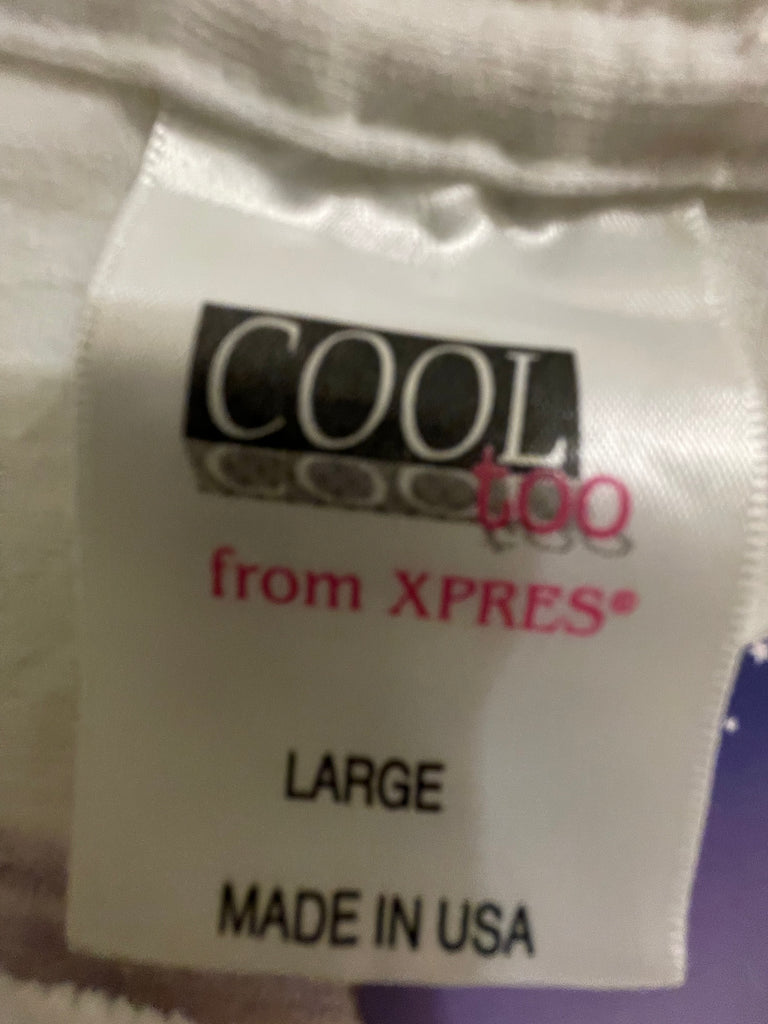 COOL
too
from XPRES®
LARGE
MADE IN USA